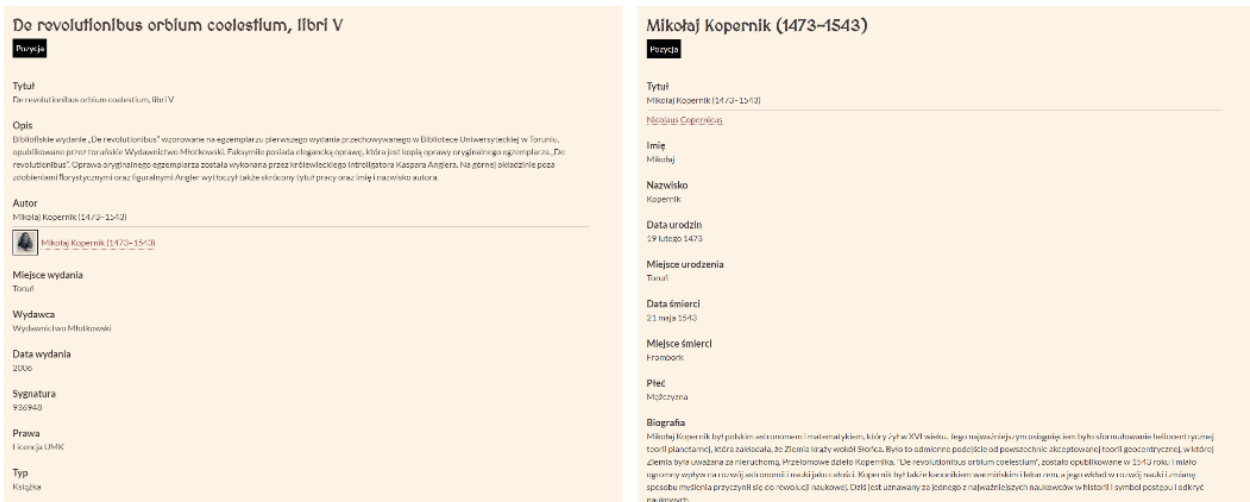 De revolutionibus orbium coelestium, libri V
Pozycja
Tytuł
De revolutionibus orbium coelestium, libri V
Opis
Bibliofilskie wydanie „De revolutionibus” wzorowane na egzemplarzu pierwszego wydania przechowywanego w Bibliotece Uniwersyteckiej w Toruniu,
opublikowane przez toruńskie Wydawnictwo Młotkowski. Faksymile posiada elegancką oprawę, która jest kopią oprawy oryginalnego egzemplarza „De
revolutionibus”. Oprawa oryginalnego egzemplarza została wykonana przez królewieckiego introligatora Kaspara Anglera. Na górnej okładzinie poza
zdobieniami florystycznymi oraz figuralnymi Angler wytłoczył także skrócony tytuł pracy oraz imię i nazwisko autora.
Autor
Mikołaj Kopernik (1473–1543)
Mikołaj Kopernik (1473–1543)
Miejsce wydania
Toruń
Wydawca
Wydawnictwo Młotkowski
Data wydania
2006
Sygnatura
936948
Prawa
Licencja UMK
Typ
Książka
Mikołaj Kopernik (1473–1543)
Pozycja
Tytuł
Mikołaj Kopernik (1473–1543)
Nicolaus Copernicus
Imię
Mikołaj
Nazwisko
Kopernik
Data urodzin
19 lutego 1473
Miejsce urodzenia
Toruń
Data śmierci
21 maja 1543
Miejsce śmierci
Frombork
Płeć
Mężczyzna
Biografia
Mikołaj Kopernik był polskim astronomem i matematykiem, który żył w XVI wieku. Jego najważniejszym osiągnięciem było sformułowanie heliocentrycznej
teorii planetarnej, która zakładała, że Ziemia krąży wokół Słońca. Było to odmienne podejście od powszechnie akceptowanej teorii geocentrycznej, w której
Ziemia była uważana za nieruchomą. Przełomowe dzieło Kopernika, "De revolutionibus orbium coelestium", zostało opublikowane w 1543 roku i miało
ogromny wpływ na rozwój astronomii i nauki jako całości. Kopernik był także kanonikiem warmińskim i lekarzem, a jego wkład w rozwój nauki i zmianę
sposobu myślenia przyczynił się do rewolucji naukowej. Dziś jest uznawany za jednego z najważniejszych naukowców w historii i symbol postępu i odkryć
naukowych.